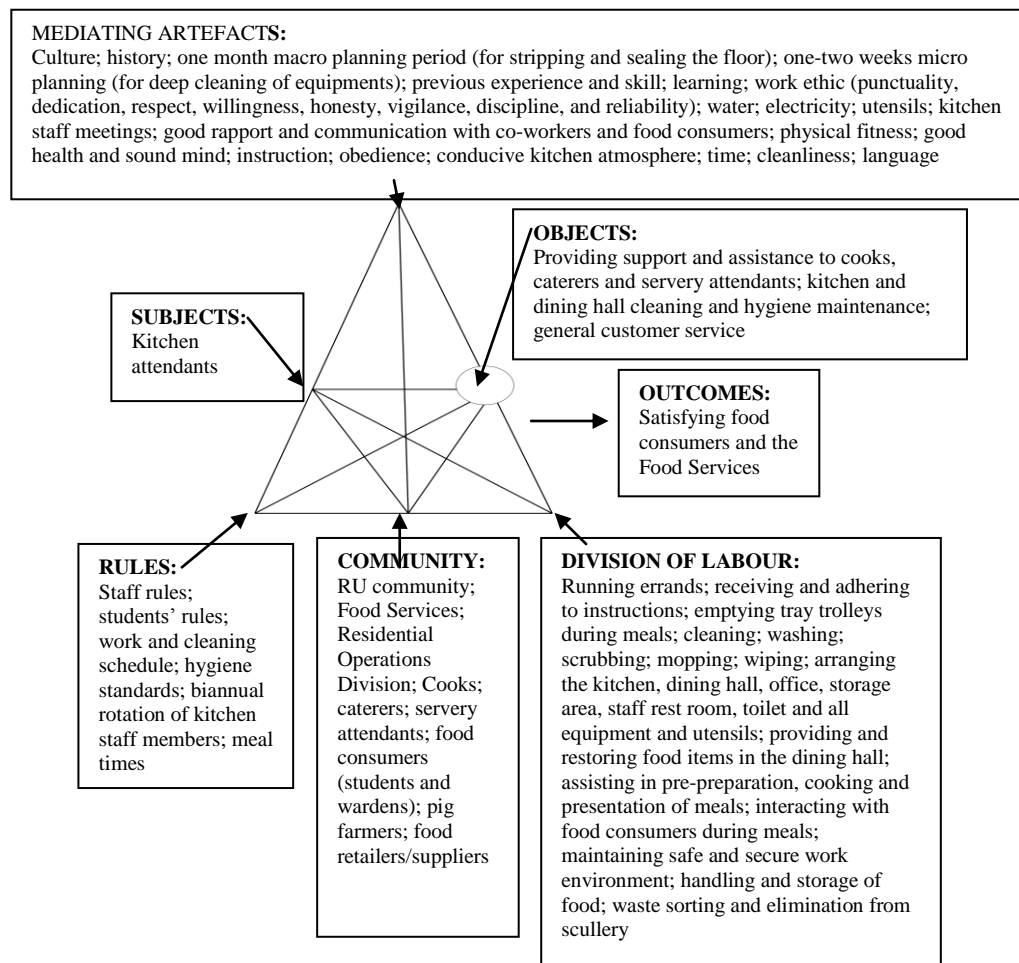 MEDIATING ARTEFACTS:
Culture; history; one month macro planning period (for stripping and sealing the floor); one-two weeks micro
planning (for deep cleaning of equipments); previous experience and skill; learning; work ethic (punctuality,
dedication, respect, willingness, honesty, vigilance, discipline, and reliability); water; electricity; utensils; kitchen
staff meetings; good rapport and communication with co-workers and food consumers; physical fitness; good
health and sound mind; instruction; obedience; conducive kitchen atmosphere; time; cleanliness; language
OBJECTS:
Providing support and assistance to cooks,
caterers and servery attendants; kitchen and
dining hall cleaning and hygiene maintenance;
general customer service
SUBJECTS:
Kitchen
attendants
OUTCOMES:
Satisfying food
consumers and the
Food Services
RULES:
Staff rules;
students’ rules;
work and cleaning
schedule; hygiene
standards; biannual
rotation of kitchen
staff members; meal
times
COMMUNITY:
RU community;
Food Services;
Residential
Operations
Division; Cooks;
caterers; servery
attendants; food
consumers
(students and
wardens); pig
farmers; food
retailers/suppliers
DIVISION OF LABOUR:
Running errands; receiving and adhering
to instructions; emptying tray trolleys
during meals; cleaning; washing;
scrubbing; mopping; wiping; arranging
the kitchen, dining hall, office, storage
area, staff rest room, toilet and all
equipment and utensils; providing and
restoring food items in the dining hall;
assisting in pre-preparation, cooking and
presentation of meals; interacting with
food consumers during meals;
maintaining safe and secure work
environment; handling and storage of
food; waste sorting and elimination from
scullery